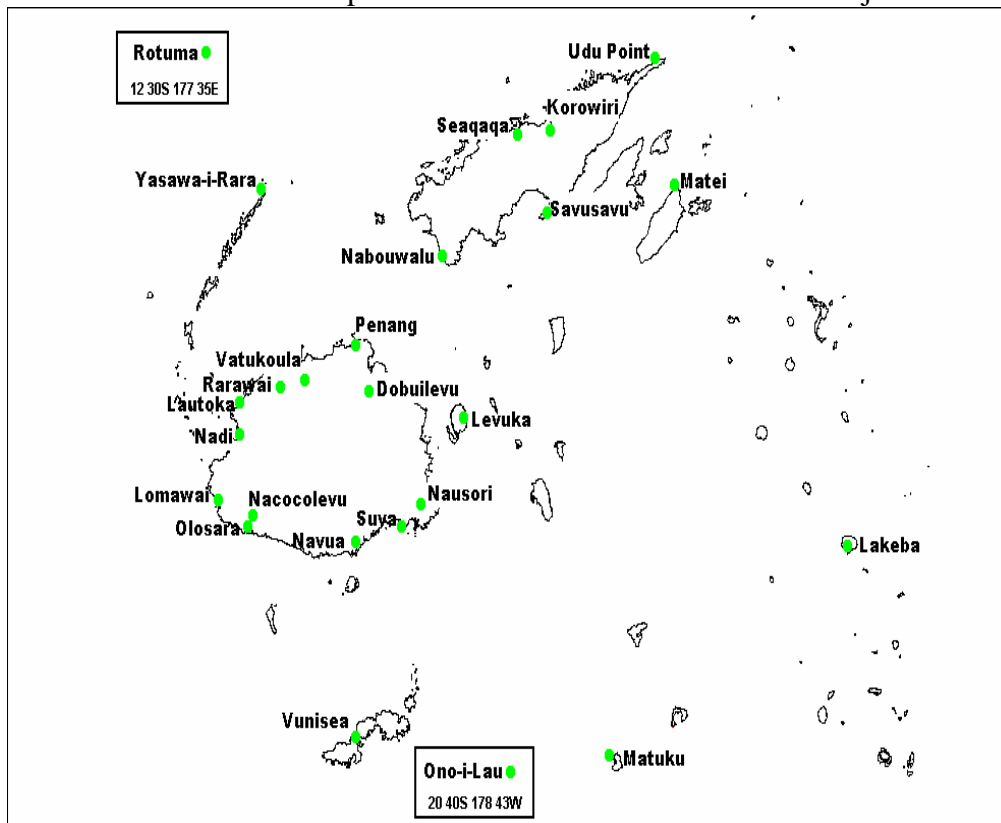 Rotuma
12 30S 177 35E
Udu Point
Korowiri
Seaqaqa
Yasawa-i-Rara
Matei
Savusavu
Nabouwalu
Penang
Vatukoula
Rarawai
Dobuilevu
Lautoka
Levuka
Nadi
Lomawai
Nacocolevu
Nausori
Olosara
Suva
Navua
Lakeba
Vunisea
Matuku
Ono-i-Lau
20 40S 178 43W